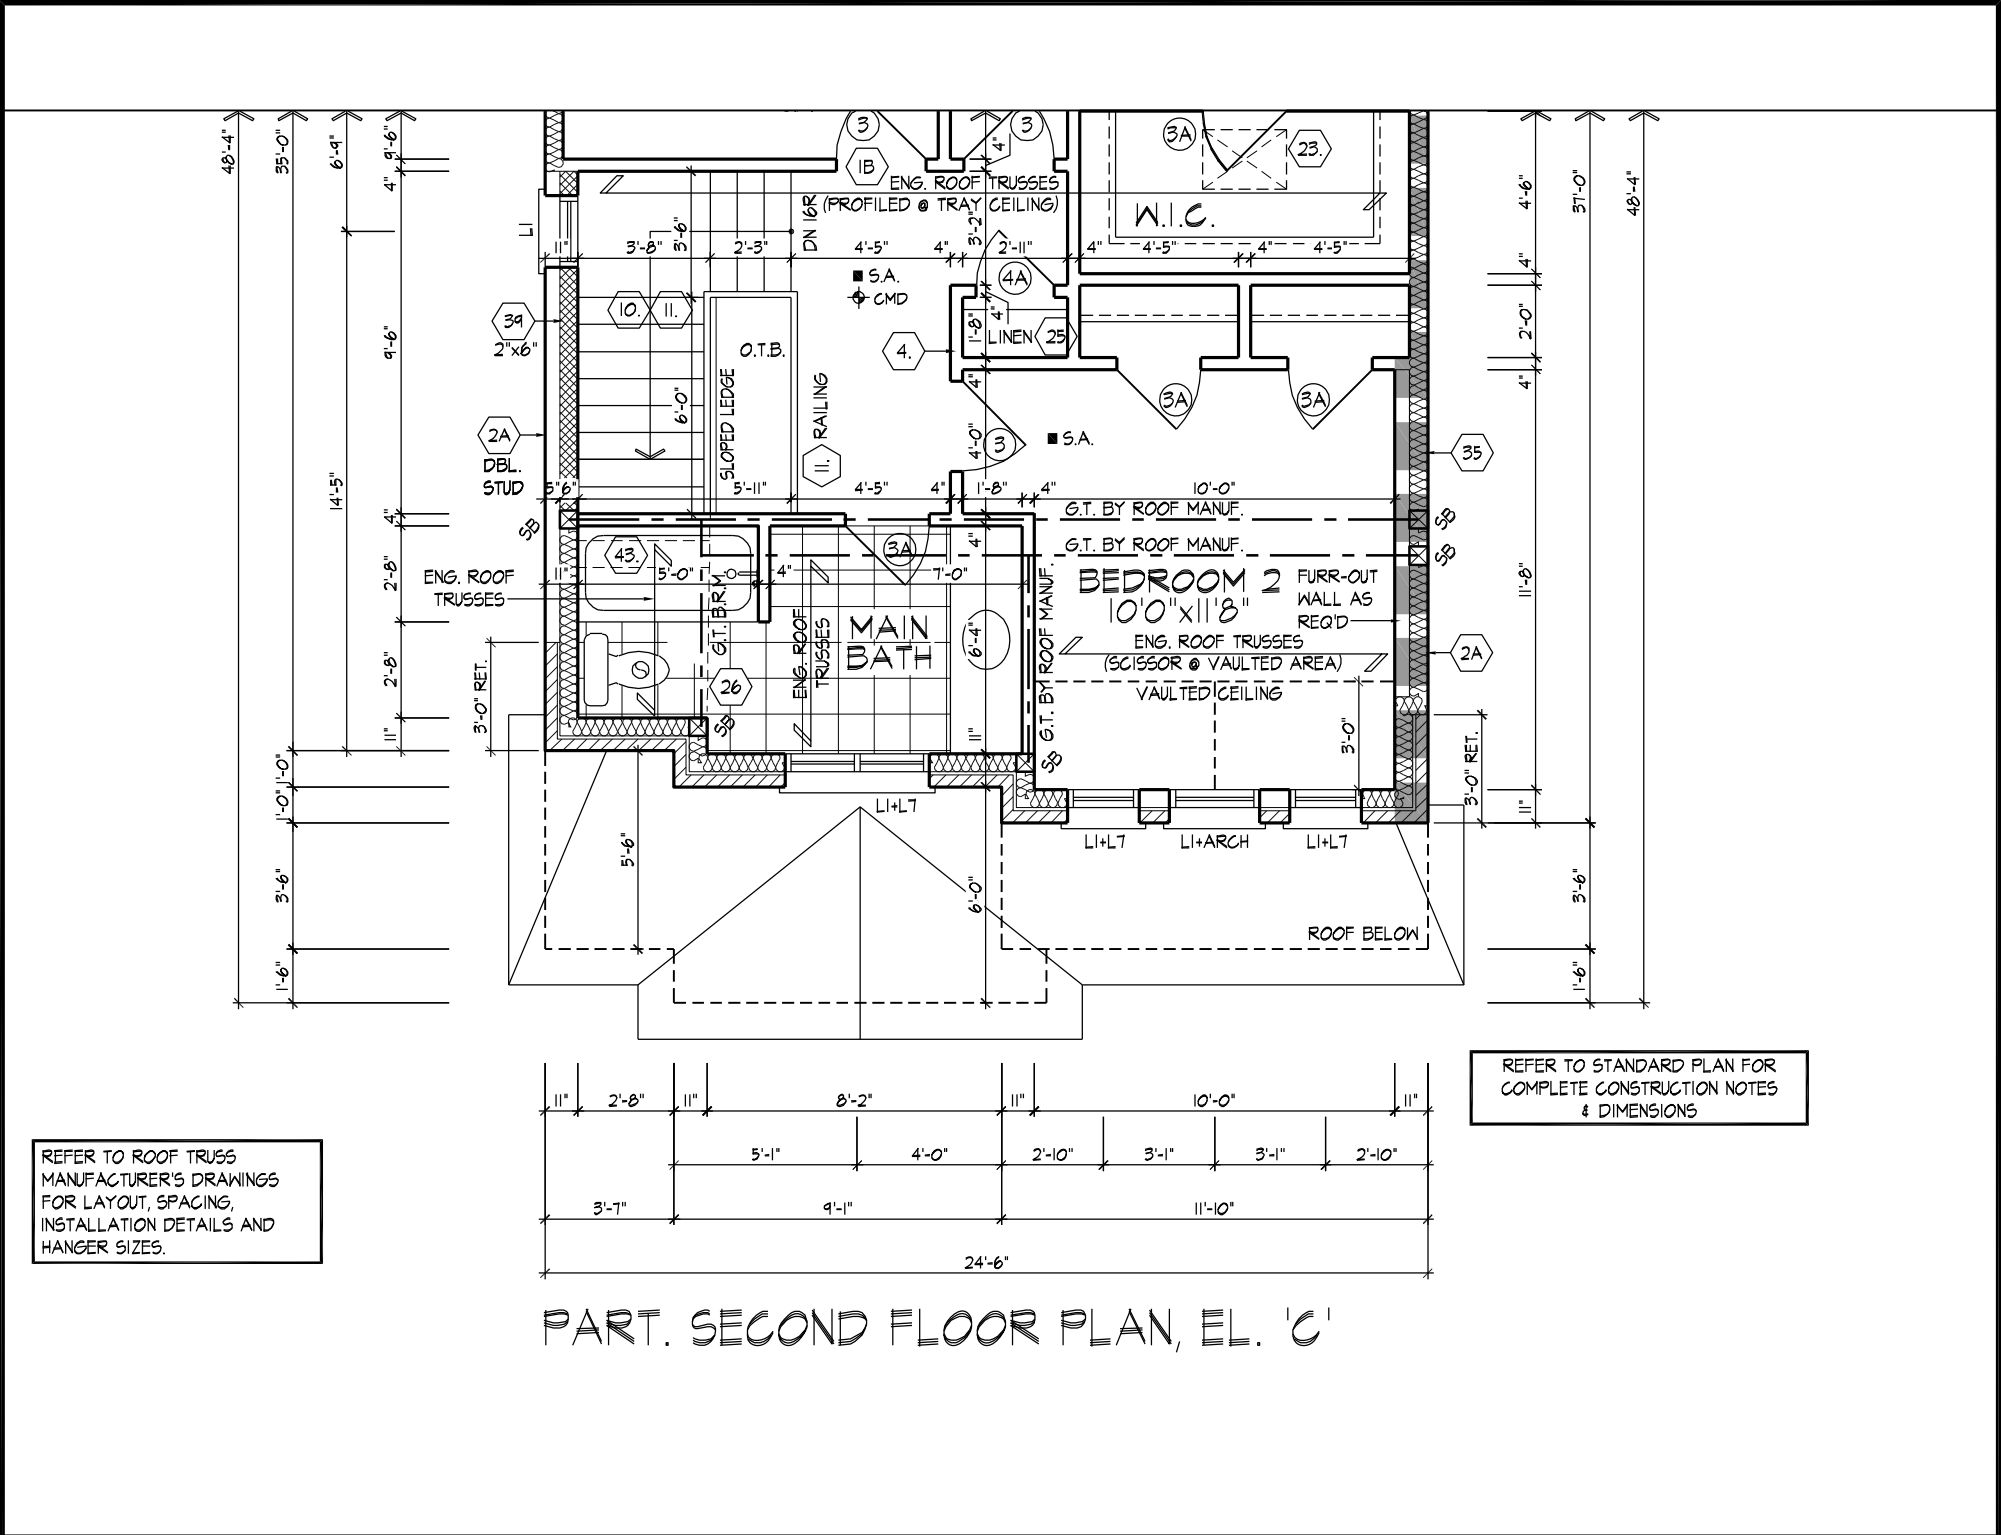 48'-4"
35'-0"
6'-9"
9'-6"
4"
3
3
4"
3A
23.
4'-6"
37'-0"
48'-4"
1B
ENG. ROOF TRUSSES
(PROFILED @ TRAY CEILING)
W.I.C.
L1
DN 16R
3'-6"
3'-2"
11"
3'-8"
2'-3"
4'-5"
4"
2'-11"
4"
4'-5"
4"
4'-5"
4"
S.A.
CMD
4A
10.
11.
4"
39
2"x6"
9'-6"
O.T.B.
4.
1'-8"
LINEN
25
2'-0"
SLOPED LEDGE
RAILING
6'-0"
4"
3A
3A
4"
2A
DBL.
STUD
11.
4'-0"
3
S.A.
35
14'-5"
5"
6"
5'-11"
4'-5"
4"
1'-8"
4"
10'-0"
G.T. BY ROOF MANUF.
4"
SB
SB
43.
3A
4"
G.T. BY ROOF MANUF.
SB
ENG. ROOF
TRUSSES
2'-8"
11"
5'-0"
4"
7'-0"
BEDROOM 2
10'0"x11'8"
FURR-OUT
WALL AS
REQ'D
11'-8"
G.T. B.R.M.
ENG. ROOF
TRUSSES
MAIN
BATH
6'-4"
G.T. BY ROOF MANUF.
ENG. ROOF TRUSSES
(SCISSOR @ VAULTED AREA)
2A
2'-8"
3'-0" RET.
26
VAULTED CEILING
SB
11"
11"
3'-0"
3'-0" RET.
SB
1'-0"
1'-0"
L1+L7
11"
5'-6"
L1+L7
L1+ARCH
L1+L7
3'-6"
6'-0"
3'-6"
ROOF BELOW
1'-6"
1'-6"
REFER TO STANDARD PLAN FOR
COMPLETE CONSTRUCTION NOTES
& DIMENSIONS
11"
2'-8"
11"
8'-2"
11"
10'-0"
11"
5'-1"
4'-0"
2'-10"
3'-1"
3'-1"
2'-10"
REFER TO ROOF TRUSS
MANUFACTURER'S DRAWINGS
FOR LAYOUT, SPACING,
INSTALLATION DETAILS AND
HANGER SIZES.
3'-7"
9'-1"
11'-10"
24'-6"
PART. SECOND FLOOR PLAN, EL. 'C'